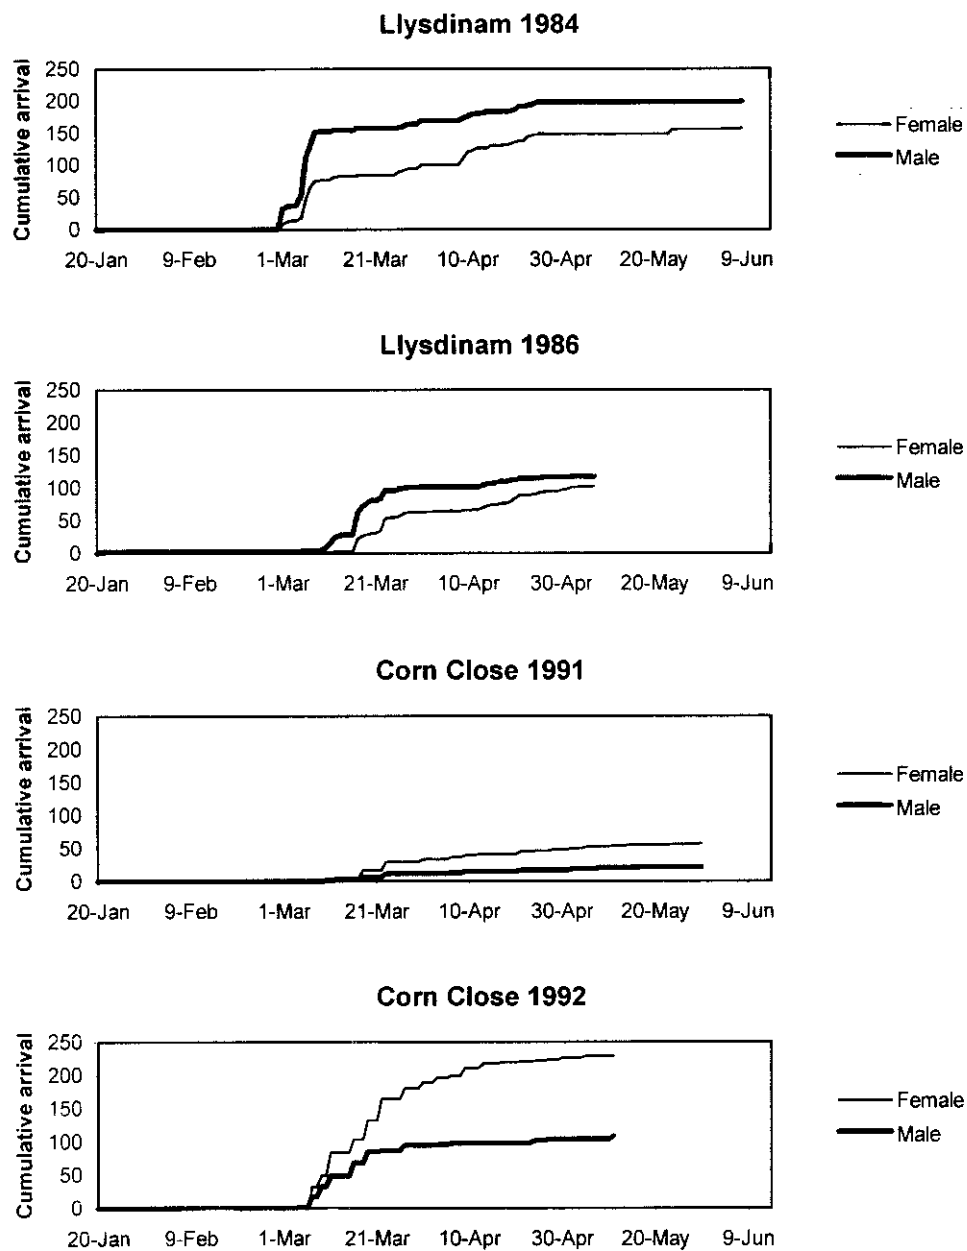 Llysdinam 1984
Cumulative arrival
250
200
150
100
50
0
20-Jan 9-Feb 1-Mar 21-Mar 10-Apr 30-Apr 20-May 9-Jun
Female
Male
Llysdinam 1986
Cumulative arrival
250
200
150
100
50
0
20-Jan 9-Feb 1-Mar 21-Mar 10-Apr 30-Apr 20-May 9-Jun
Female
Male
Corn Close 1991
Cumulative arrival
250
200
150
100
50
0
20-Jan 9-Feb 1-Mar 21-Mar 10-Apr 30-Apr 20-May 9-Jun
Female
Male
Corn Close 1992
Cumulative arrival
250
200
150
100
50
0
20-Jan 9-Feb 1-Mar 21-Mar 10-Apr 30-Apr 20-May 9-Jun
Female
Male